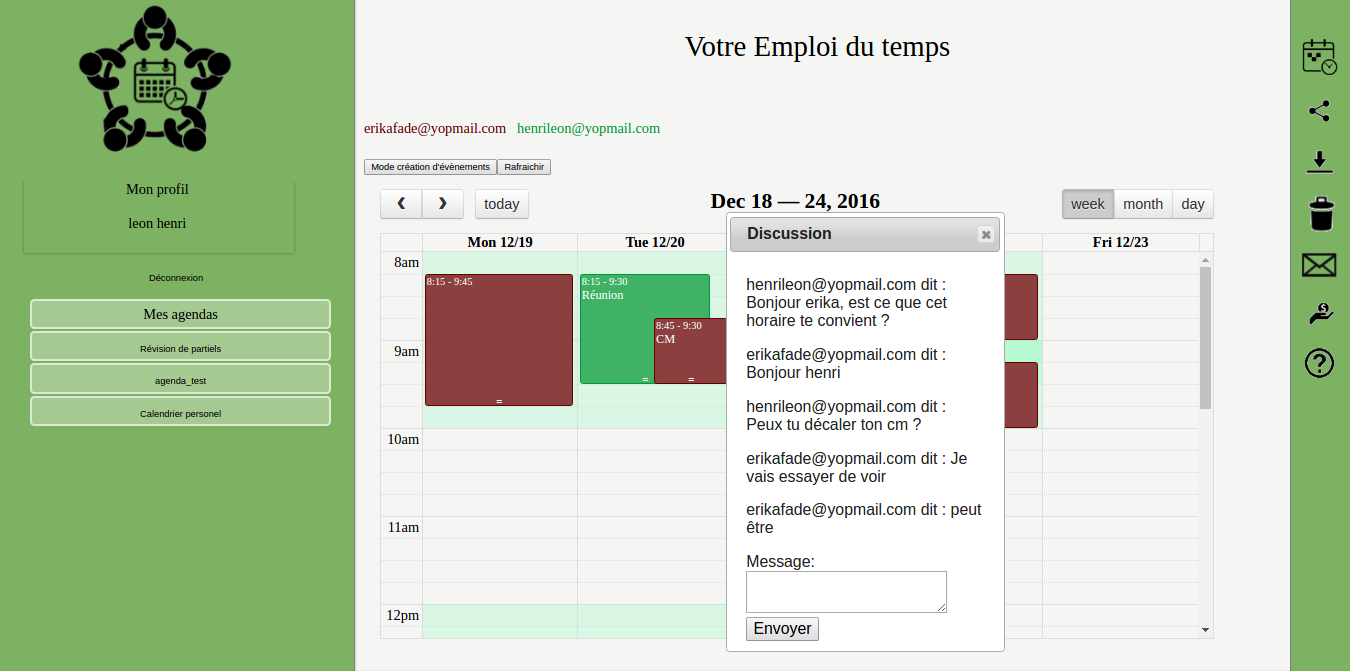 Votre Emploi du temps
Mon profil
leon henri
Déconnexion
Mes agendas
Révision de partiels
agenda_test
Calendrier personel
erikafade@yopmail.com henrileon@yopmail.com
Mode création d'évènements Rafraichir
today
Dec 18 — 24, 2016
week month day
Mon 12/19 Tue 12/20 Fri 12/23
8am
9am
10am
11am
12pm
8:15 - 9:45
8:15 - 9:30
Réunion
8:45 - 9:30
CM
Discussion
henrileon@yopmail.com dit :
Bonjour erika, est ce que cet
horaire te convient ?
erikafade@yopmail.com dit :
Bonjour henri
henrileon@yopmail.com dit :
Peux tu décaler ton cm ?
erikafade@yopmail.com dit : Je
vais essayer de voir
erikafade@yopmail.com dit : peut
être
Message:
Envoyer